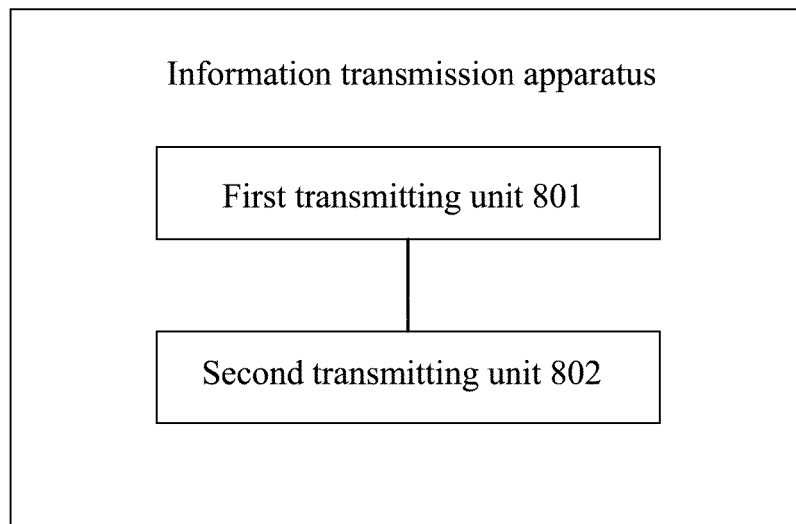 Information transmission apparatus
First transmitting unit 801
Second transmitting unit 802